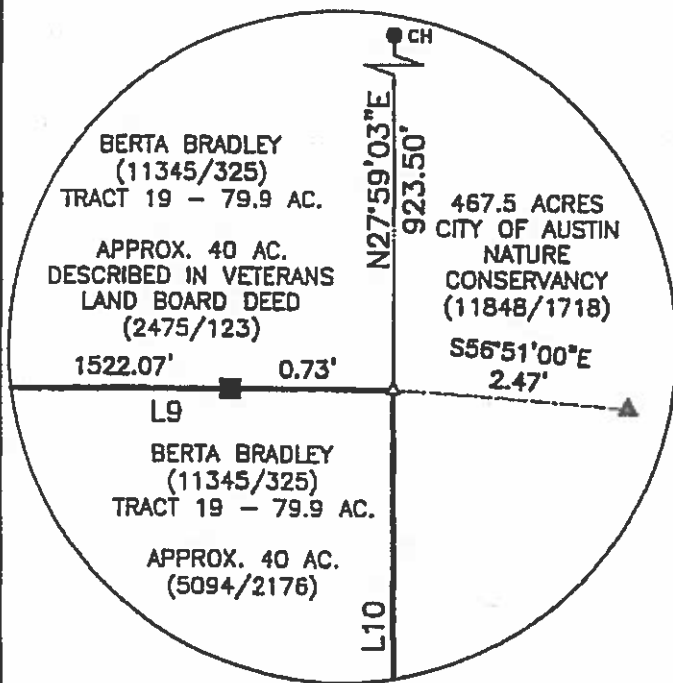 CH
N27°59'03"E
923.50'
BERTA BRADLEY
(11345/325)
TRACT 19 - 79.9 AC.
APPROX. 40 AC.
DESCRIBED IN VETERANS
LAND BOARD DEED
(2475/123)
467.5 ACRES
CITY OF AUSTIN
NATURE
CONSERVANCY
(11848/1718)
S56°51'00"E
2.47'
1522.07'
0.73'
L9
BERTA BRADLEY
(11345/325)
TRACT 19 - 79.9 AC.
APPROX. 40 AC.
(5094/2176)
L10